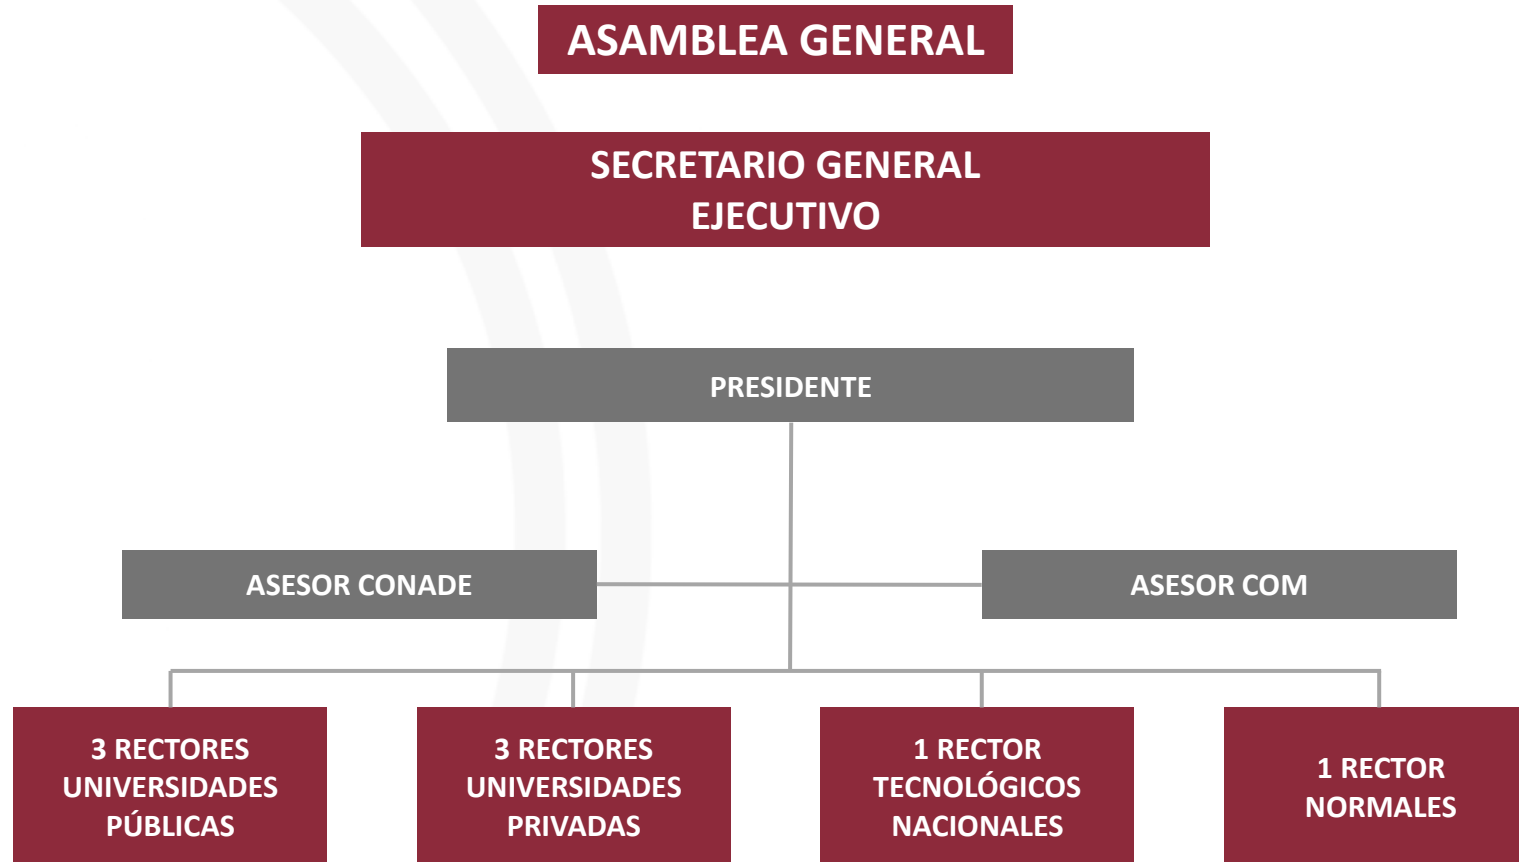 ASAMBLEA GENERAL
SECRETARIO GENERAL
EJECUTIVO
PRESIDENTE
ASESOR CONADE
ASESOR COM
3 RECTORES
UNIVERSIDADES
PÚBLICAS
3 RECTORES
UNIVERSIDADES
PRIVADAS
1 RECTOR
TECNOLÓGICOS
NACIONALES
1 RECTOR
NORMALES